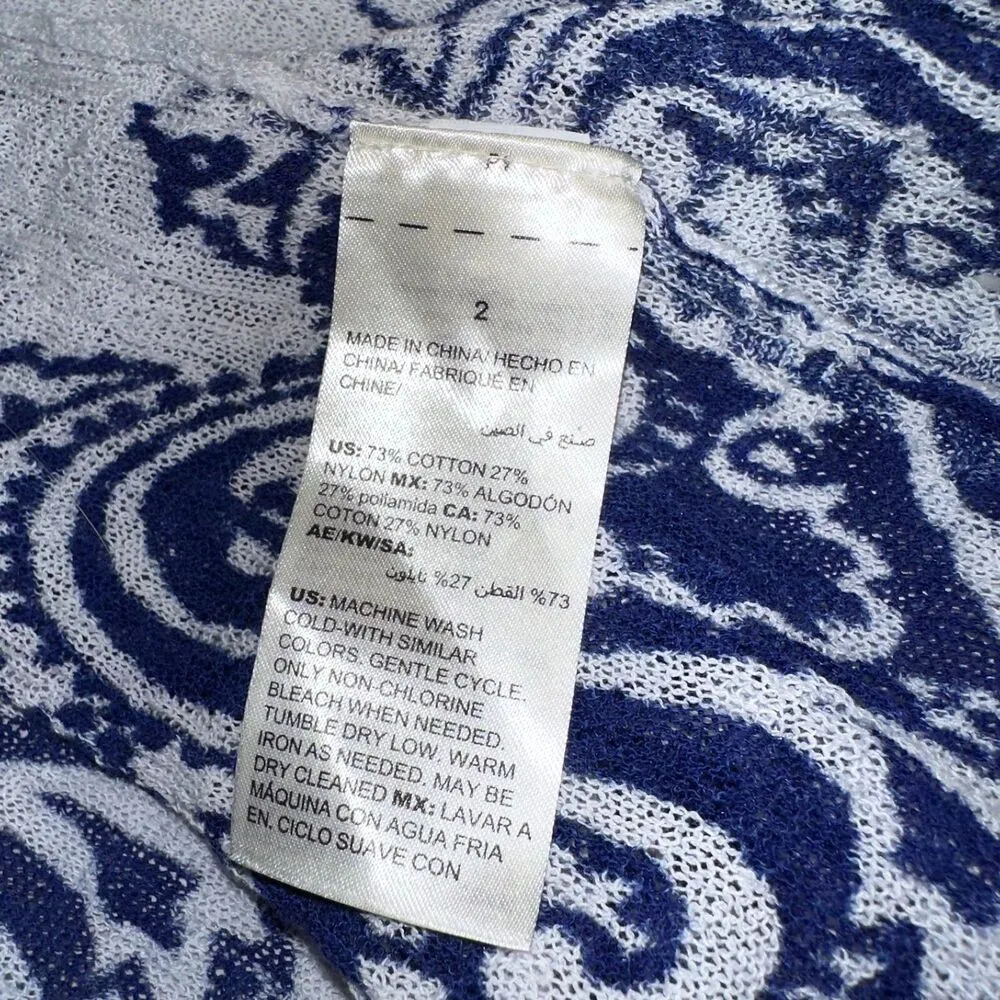 2
MADE IN CHINA/ HECHO EN
CHINA/ FABRIQUÉ EN
CHINE/
صنع في الصين
US: 73% COTTON 27%
NYLON MX: 73% ALGODÓN
27% poliamida CA: 73%
COTON 27% NYLON
AE/KW/SA:
73% القطن 27% نايلون
US: MACHINE WASH
COLD-WITH SIMILAR
COLORS. GENTLE CYCLE.
ONLY NON-CHLORINE
BLEACH WHEN NEEDED.
TUMBLE DRY LOW. WARM
IRON AS NEEDED. MAY BE
DRY CLEANED MX: LAVAR A
MÁQUINA CON AGUA FRIA
EN. CICLO SUAVE CON